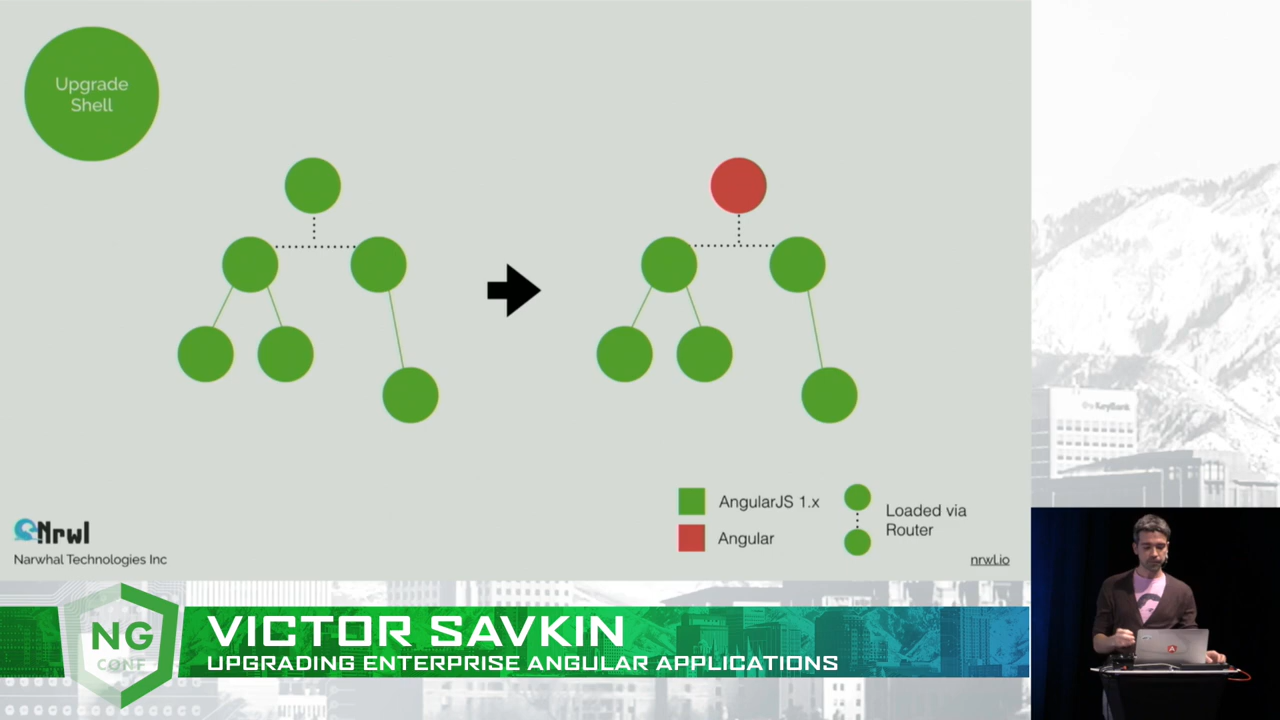 Upgrade
Shell
AngularJS 1.x
Angular
Loaded via
Router
Nrwl
Narwhal Technologies Inc
nrwl.io
KeyBank
NG
CONF
VICTOR SAVKIN
UPGRADING ENTERPRISE ANGULAR APPLICATIONS